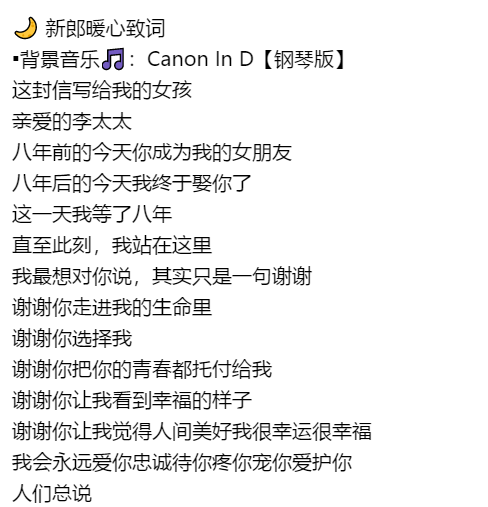 🌙 新郎暖心致词
▪背景音乐🎵：Canon In D【钢琴版】
这封信写给我的女孩
亲爱的李太太
八年前的今天你成为我的女朋友
八年后的今天我终于娶你了
这一天我等了八年
直至此刻，我站在这里
我最想对你说，其实只是一句谢谢
谢谢你走进我的生命里
谢谢你选择我
谢谢你把你的青春都托付给我
谢谢你让我看到幸福的样子
谢谢你让我觉得人间美好我很幸运很幸福
我会永远爱你忠诚待你疼你宠你爱护你
人们总说